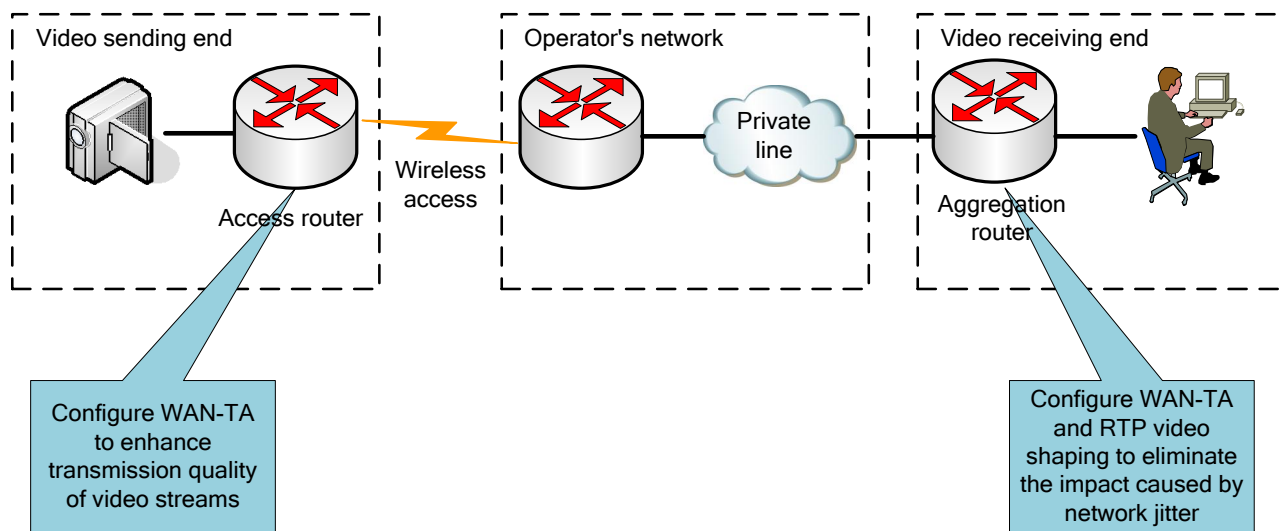 Video sending end
Operator's network
Video receiving end
Private
line
Wireless
access
Access router
Aggregation
router
Configure WAN-TA
to enhance
transmission quality
of video streams
Configure WAN-TA
and RTP video
shaping to eliminate
the impact caused by
network jitter